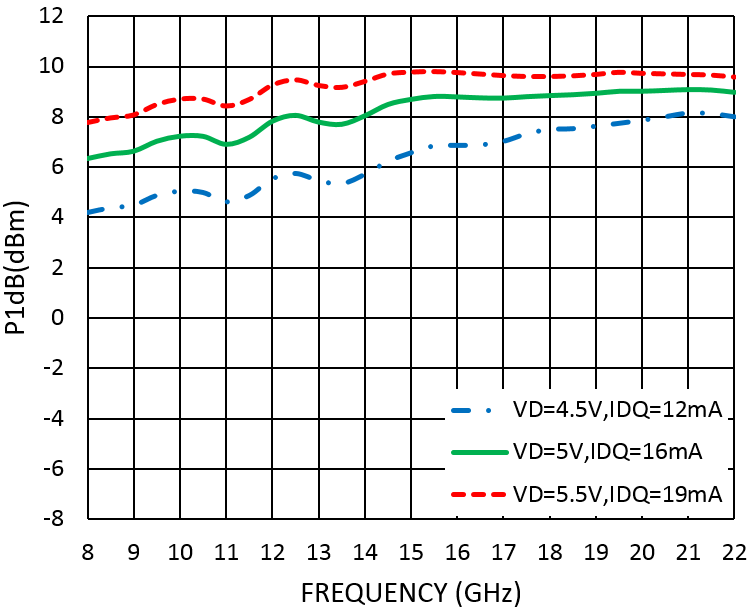 12
10
8
6
4
2
0
-2
-4
-6
-8
P1dB(dBm)
VD=4.5V,IDQ=12mA
VD=5V,IDQ=16mA
VD=5.5V,IDQ=19mA
8 9 10 11 12 13 14 15 16 17 18 19 20 21 22
FREQUENCY (GHz)